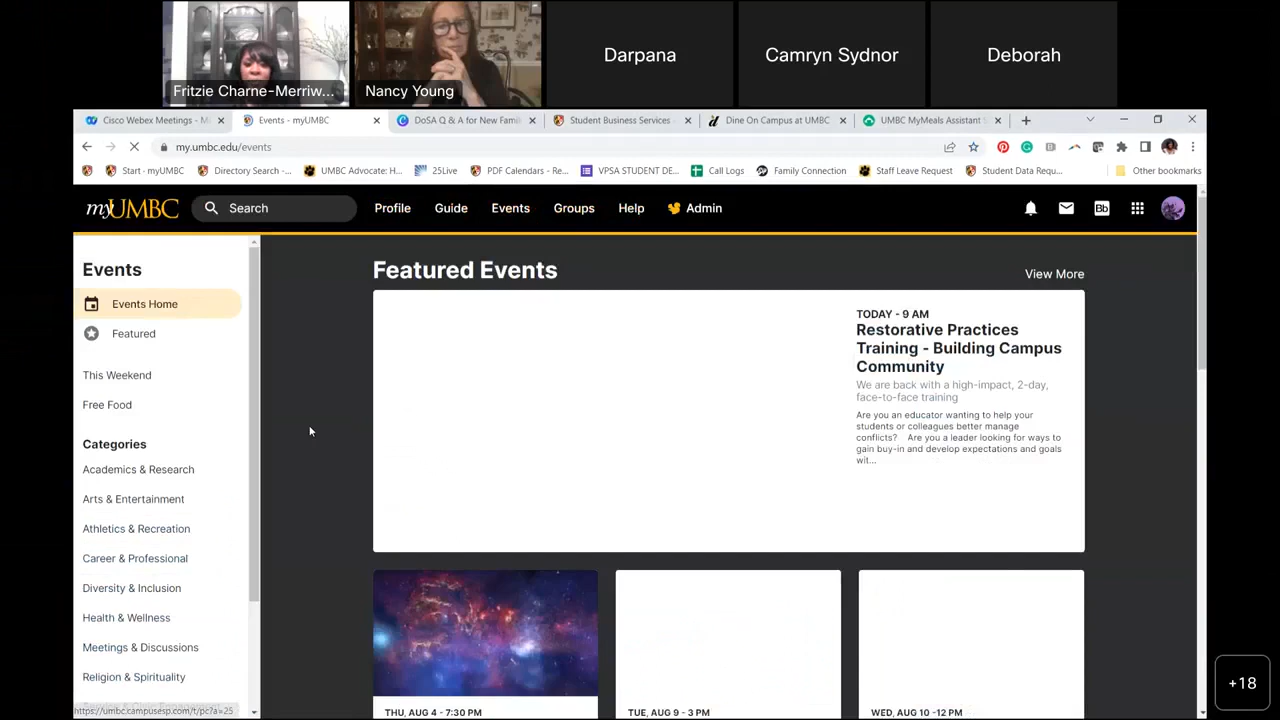 Fritzie Charne-Merriw...
Nancy Young
Darpana
Camryn Sydnor
Deborah
Cisco Webex Meetings - M
Events - myUMBC
DoSA Q & A for New Fami
Student Business Services -
Dine On Campus at UMBC
UMBC MyMeals Assistant S
my.umbc.edu/events
Start - myUMBC
Directory Search -...
UMBC Advocate: H...
25Live
PDF Calendars - Re...
VPSA STUDENT DE...
Call Logs
Family Connection
Staff Leave Request
Student Data Requ...
Other bookmarks
myUMBC
Search
Profile
Guide
Events
Groups
Help
Admin
Bb
Events
Events Home
Featured
This Weekend
Free Food
Categories
Academics & Research
Arts & Entertainment
Athletics & Recreation
Career & Professional
Diversity & Inclusion
Health & Wellness
Meetings & Discussions
Religion & Spirituality
https://umbc.campusesp.com/t/pc?a=25
Featured Events
View More
TODAY - 9 AM
Restorative Practices
Training - Building Campus
Community
We are back with a high-impact, 2-day,
face-to-face training
Are you an educator wanting to help your
students or colleagues better manage
conflicts? Are you a leader looking for ways to
gain buy-in and develop expectations and goals
wit...
THU, AUG 4 - 7:30 PM
TUE, AUG 9 - 3 PM
WED, AUG 10 -12 PM
+18